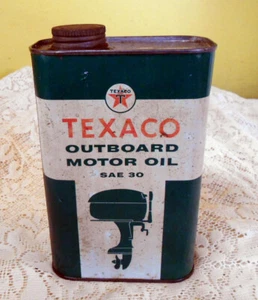 TEXACO
T
TEXACO
OUTBOARD
MOTOR OIL
SAE 30